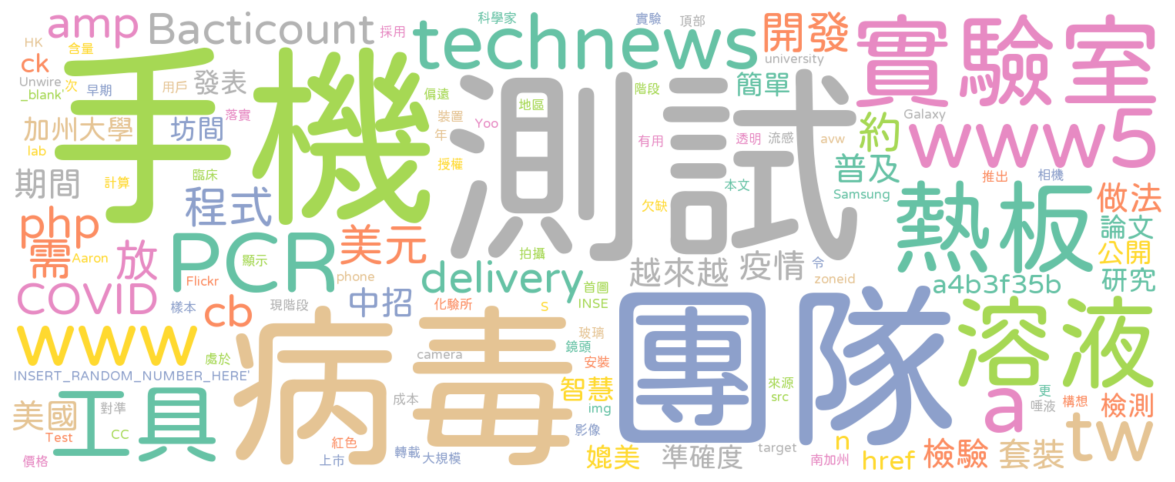 amp
Bacticount
採用
科學家
technews
實驗
頂部
開發
實驗室
HK
含量
ck
Unwire
次
_blank'
早期
手機
用戶
發表
落實
偏遠
測試
地區
階段
簡單
university
Galaxy
加州大學
坊間
Yoo
裝置
年
有用
透明
流感
avw
約
www5
lab
計算
臨床
授權
本文
普及
Samsung
推出
相機
期間
程式
欠缺
熱板
做法
php
需
Aaron
放
PCR
顯示
美元
拍攝
越來越
疫情
令
論文
公開
Flickr
phone
delivery
首圖
INSE
zoneid
a4b3f35b
研究
COVID
樣本
現階段
中招
化驗所
S
cb
病毒
團隊
溶液
www
處於
camera
玻璃
鏡頭
安裝
INSERT_RANDOM_NUMBER_HERE'
工具
智慧
img
來源
src
更
唾液
構想
a
檢測
美國
對準
cc
成本
Test
紅色
影像
tw
價格
上市
轉載
大規模
媲美
準確度
target
南加州
n
href
檢驗
套裝